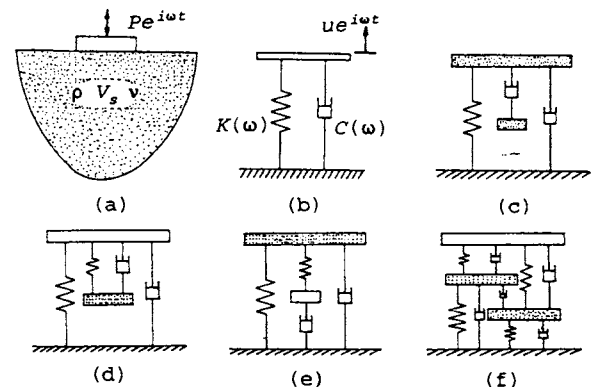 Pe^{iωt}
ρ V_s ν
(a)
ue^{iωt}
K(ω)
C(ω)
(b)
(c)
(d)
(e)
(f)